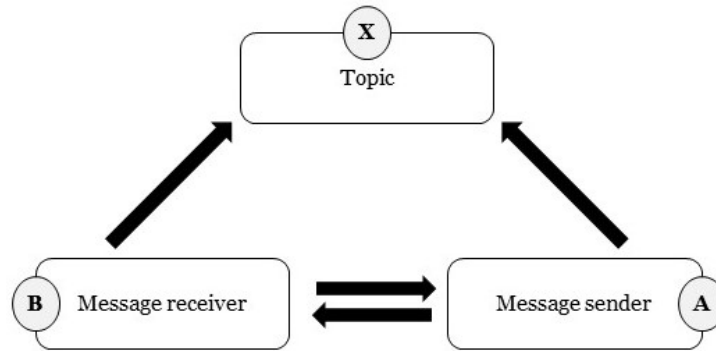 X
Topic
B
Message receiver
Message sender
A